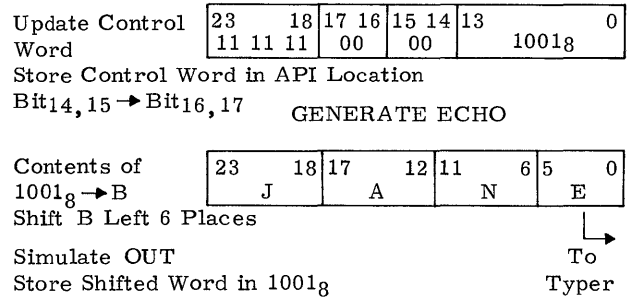 Update Control Word
23 18 17 16 15 14 13 0
11 11 11 00 00 1001₈
Store Control Word in API Location
Bit₁₄, ₁₅ → Bit₁₆, ₁₇
GENERATE ECHO
Contents of 1001₈ → B
23 18 17 12 11 6 5 0
J A N E
Shift B Left 6 Places
Simulate OUT
Store Shifted Word in 1001₈
To Typer